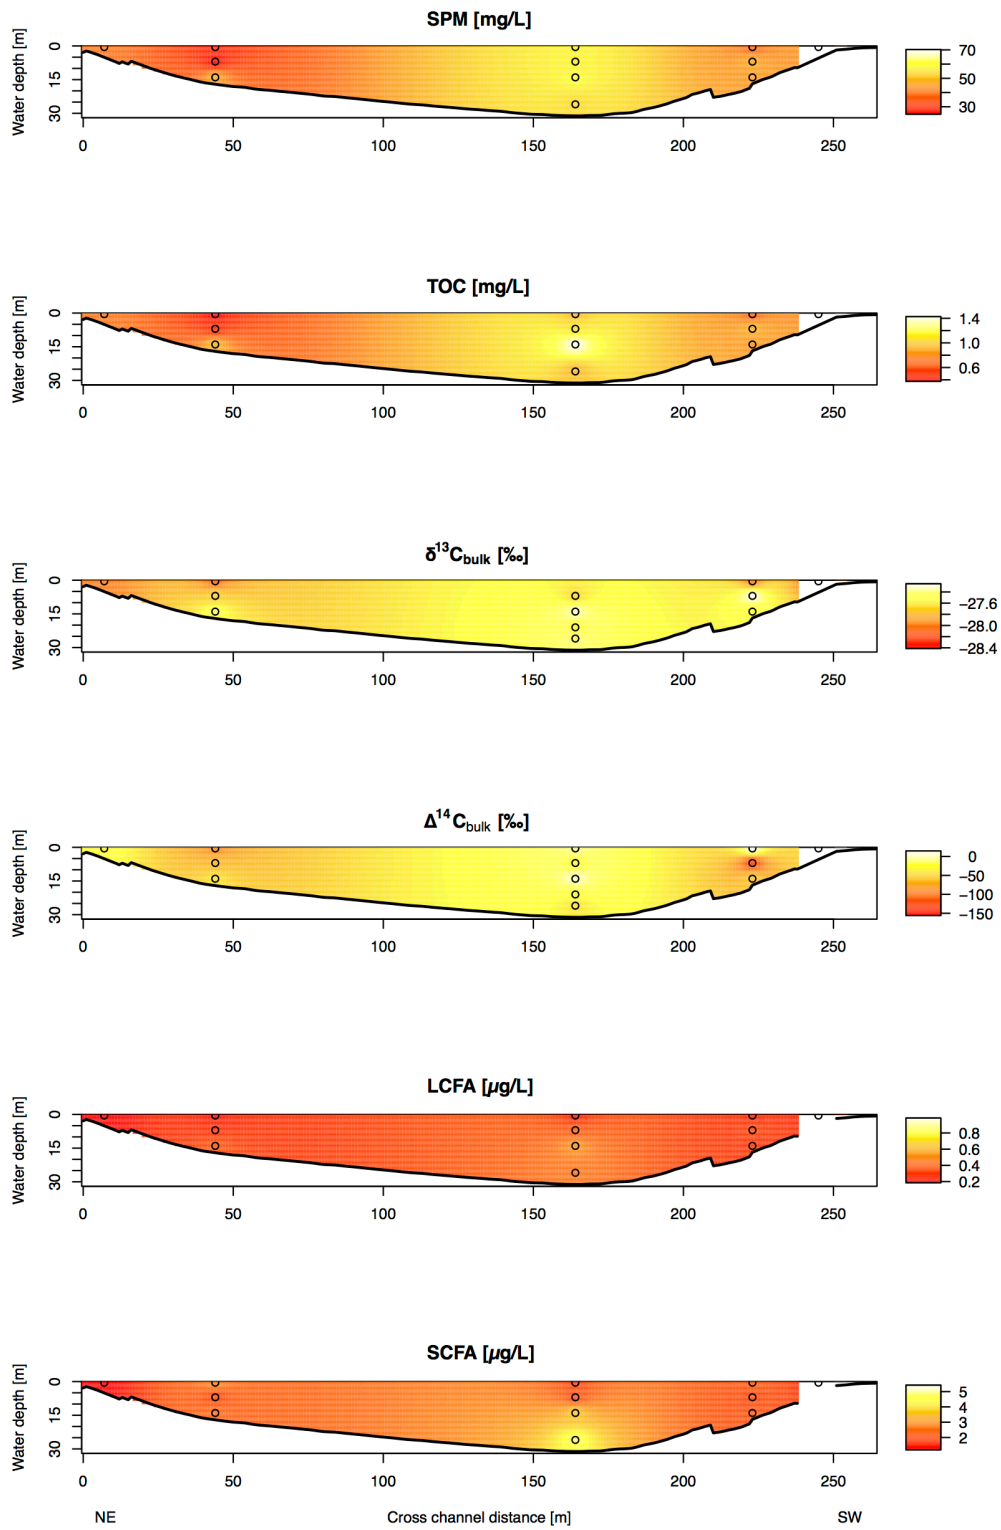 SPM [mg/L]
Water depth [m]
0
15
30
0 50 100 150 200 250
70
50
30
TOC [mg/L]
Water depth [m]
0
15
30
0 50 100 150 200 250
1.4
1.0
0.6
δ¹³C_bulk [‰]
Water depth [m]
0
15
30
0 50 100 150 200 250
−27.6
−28.0
−28.4
Δ¹⁴C_bulk [‰]
Water depth [m]
0
15
30
0 50 100 150 200 250
0
−50
−100
−150
LCFA [µg/L]
Water depth [m]
0
15
30
0 50 100 150 200 250
0.8
0.6
0.4
0.2
SCFA [µg/L]
Water depth [m]
0
15
30
0 50 100 150 200 250
5
4
3
2
NE Cross channel distance [m] SW